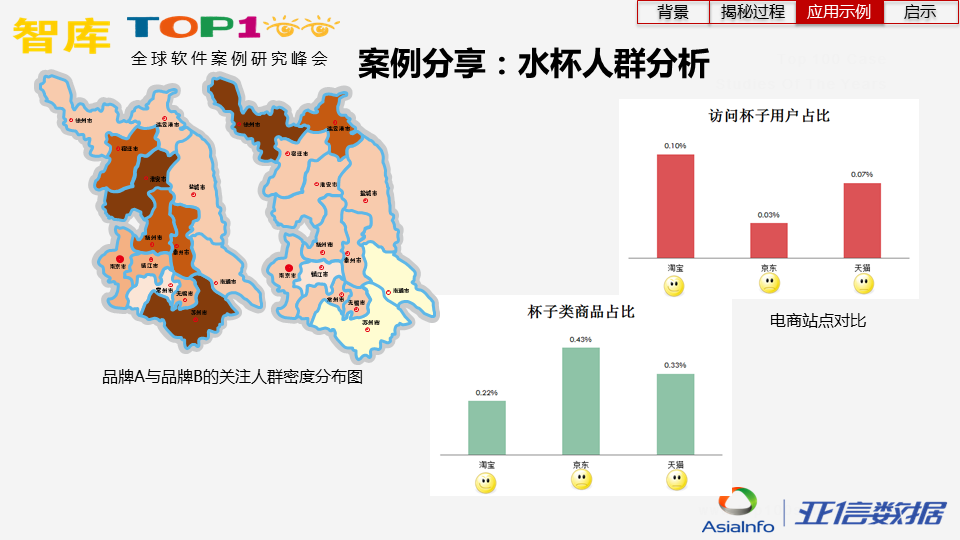 背景 揭秘过程 应用示例 启示
智库 TOP1
全球软件案例研究峰会
案例分享：水杯人群分析
徐州市
连云港市
宿迁市
淮安市
盐城市
扬州市
泰州市
南京市
镇江市
常州市
无锡市
南通市
苏州市
徐州市
连云港市
宿迁市
淮安市
盐城市
扬州市
泰州市
南京市
镇江市
常州市
无锡市
南通市
苏州市
品牌A与品牌B的关注人群密度分布图
访问杯子用户占比
0.10%
0.03%
0.07%
淘宝 京东 天猫
电商站点对比
杯子类商品占比
0.22%
0.43%
0.33%
淘宝 京东 天猫
AsiaInfo 亚信数据